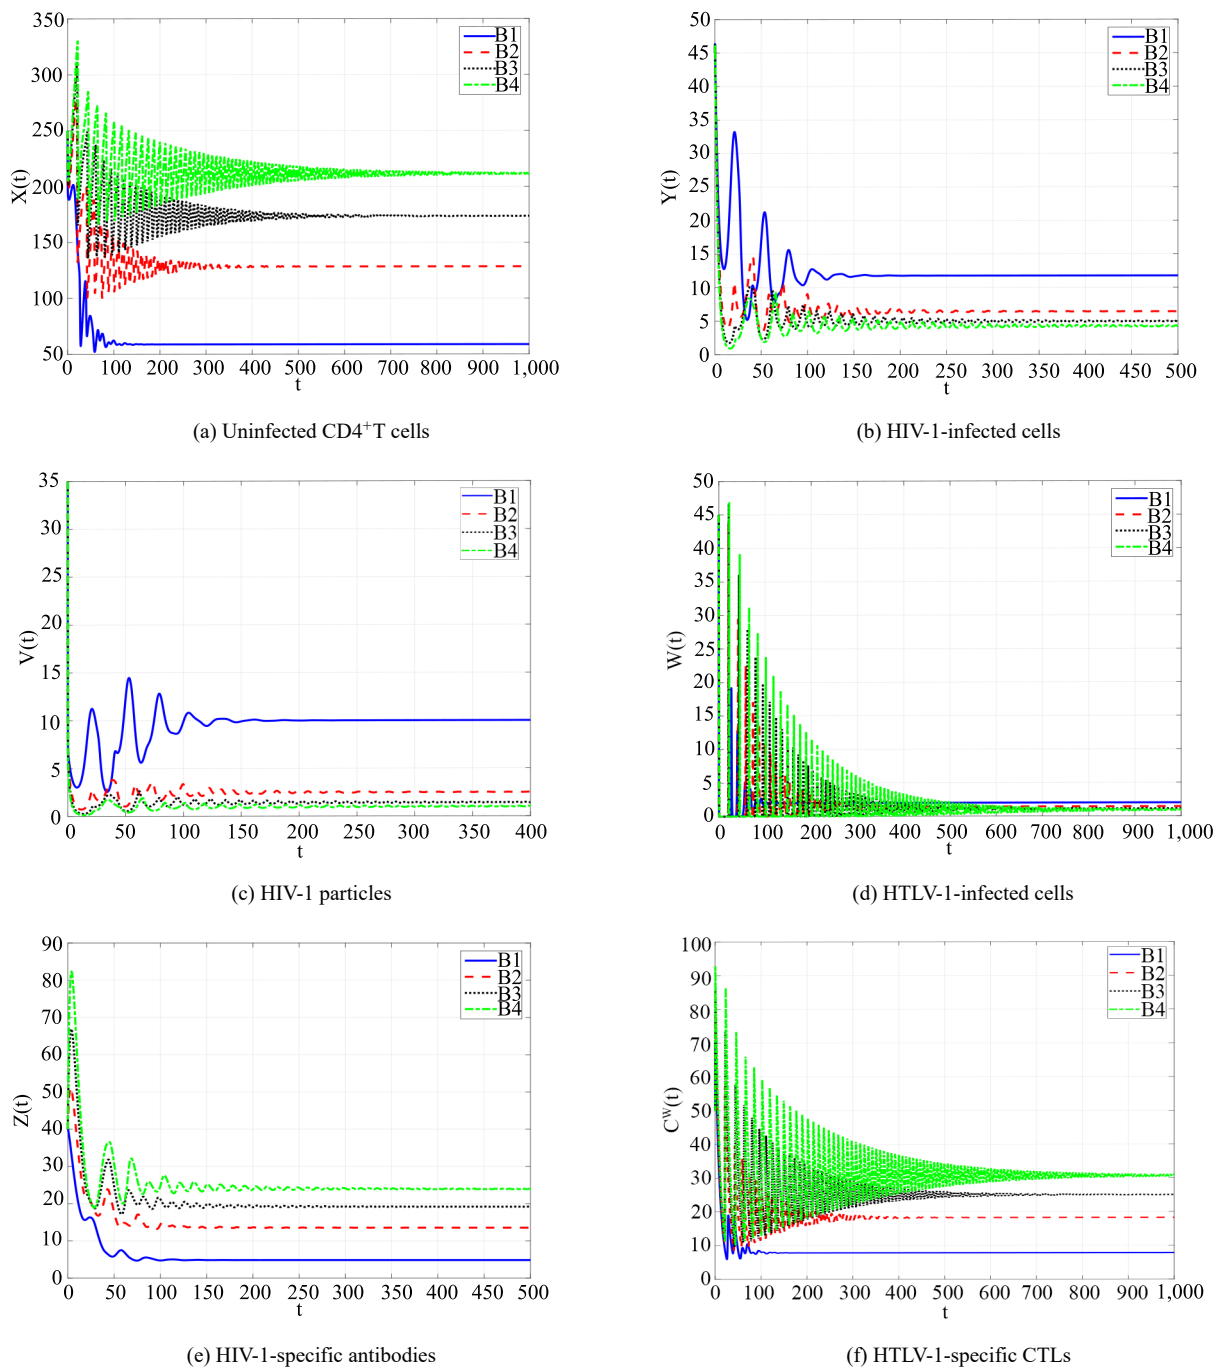 350
300
250
200
150
100
50
X(t)
B1
B2
B3
B4
0 100 200 300 400 500 600 700 800 900 1,000
t
(a) Uninfected CD4⁺T cells
50
45
40
35
30
25
20
15
10
5
0
Y(t)
B1
B2
B3
B4
0 50 100 150 200 250 300 350 400 450 500
t
(b) HIV-1-infected cells
35
30
25
20
15
10
5
0
V(t)
B1
B2
B3
B4
0 50 100 150 200 250 300 350 400
t
(c) HIV-1 particles
50
45
40
35
30
25
20
15
10
5
0
W(t)
B1
B2
B3
B4
0 100 200 300 400 500 600 700 800 900 1,000
t
(d) HTLV-1-infected cells
90
80
70
60
50
40
30
20
10
0
Z(t)
B1
B2
B3
B4
0 50 100 150 200 250 300 350 400 450 500
t
(e) HIV-1-specific antibodies
100
90
80
70
60
50
40
30
20
10
0
Cᵂ(t)
B1
B2
B3
B4
0 100 200 300 400 500 600 700 800 900 1,000
t
(f) HTLV-1-specific CTLs